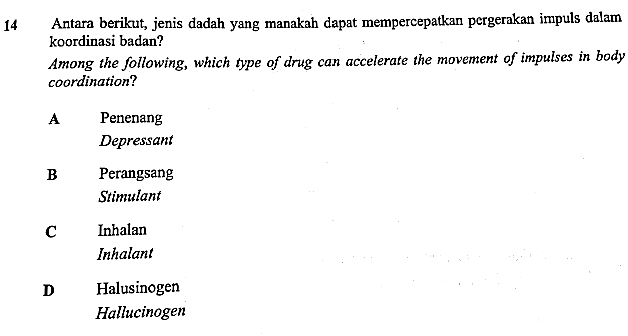 14 Antara berikut, jenis dadah yang manakah dapat mempercepatkan pergerakan impuls dalam
koordinasi badan?
Among the following, which type of drug can accelerate the movement of impulses in body
coordination?
A Penenang
Depressant
B Perangsang
Stimulant
C Inhalan
Inhalant
D Halusinogen
Hallucinogen